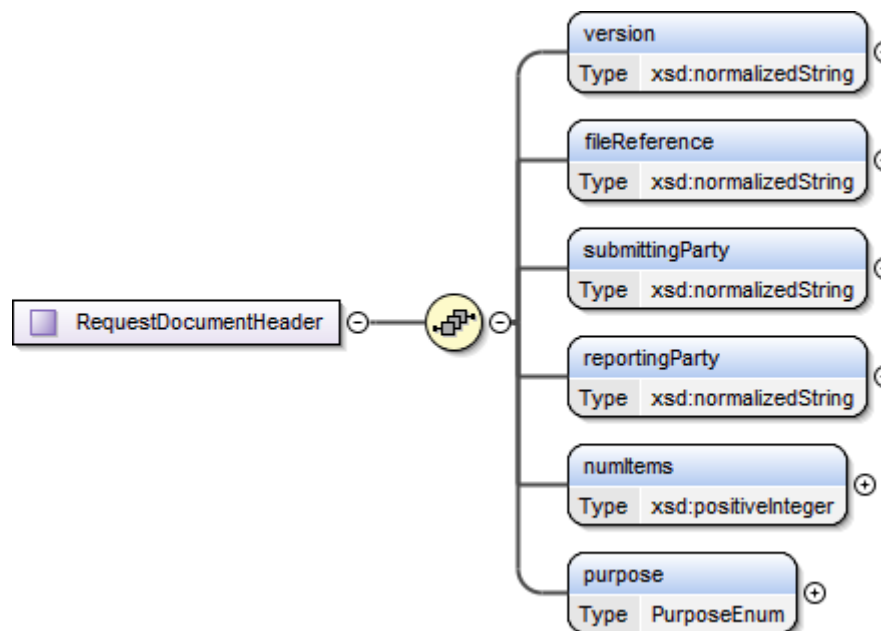 version
Type xsd:normalizedString
fileReference
Type xsd:normalizedString
submittingParty
Type xsd:normalizedString
RequestDocumentHeader
reportingParty
Type xsd:normalizedString
numItems
Type xsd:positiveInteger
purpose
Type PurposeEnum